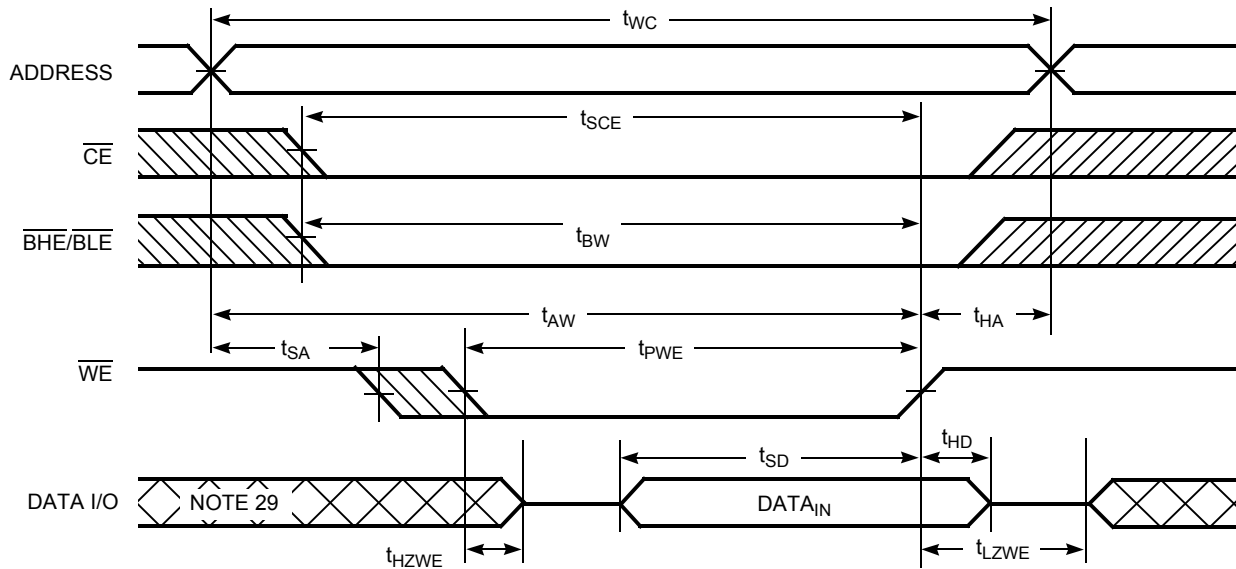 tWC
ADDRESS
tSCE
CE
BHE/BLE
tBW
tAW
tHA
tSA
tPWE
WE
tHD
tSD
DATA I/O
NOTE 29
DATAIN
tHZWE
tLZWE